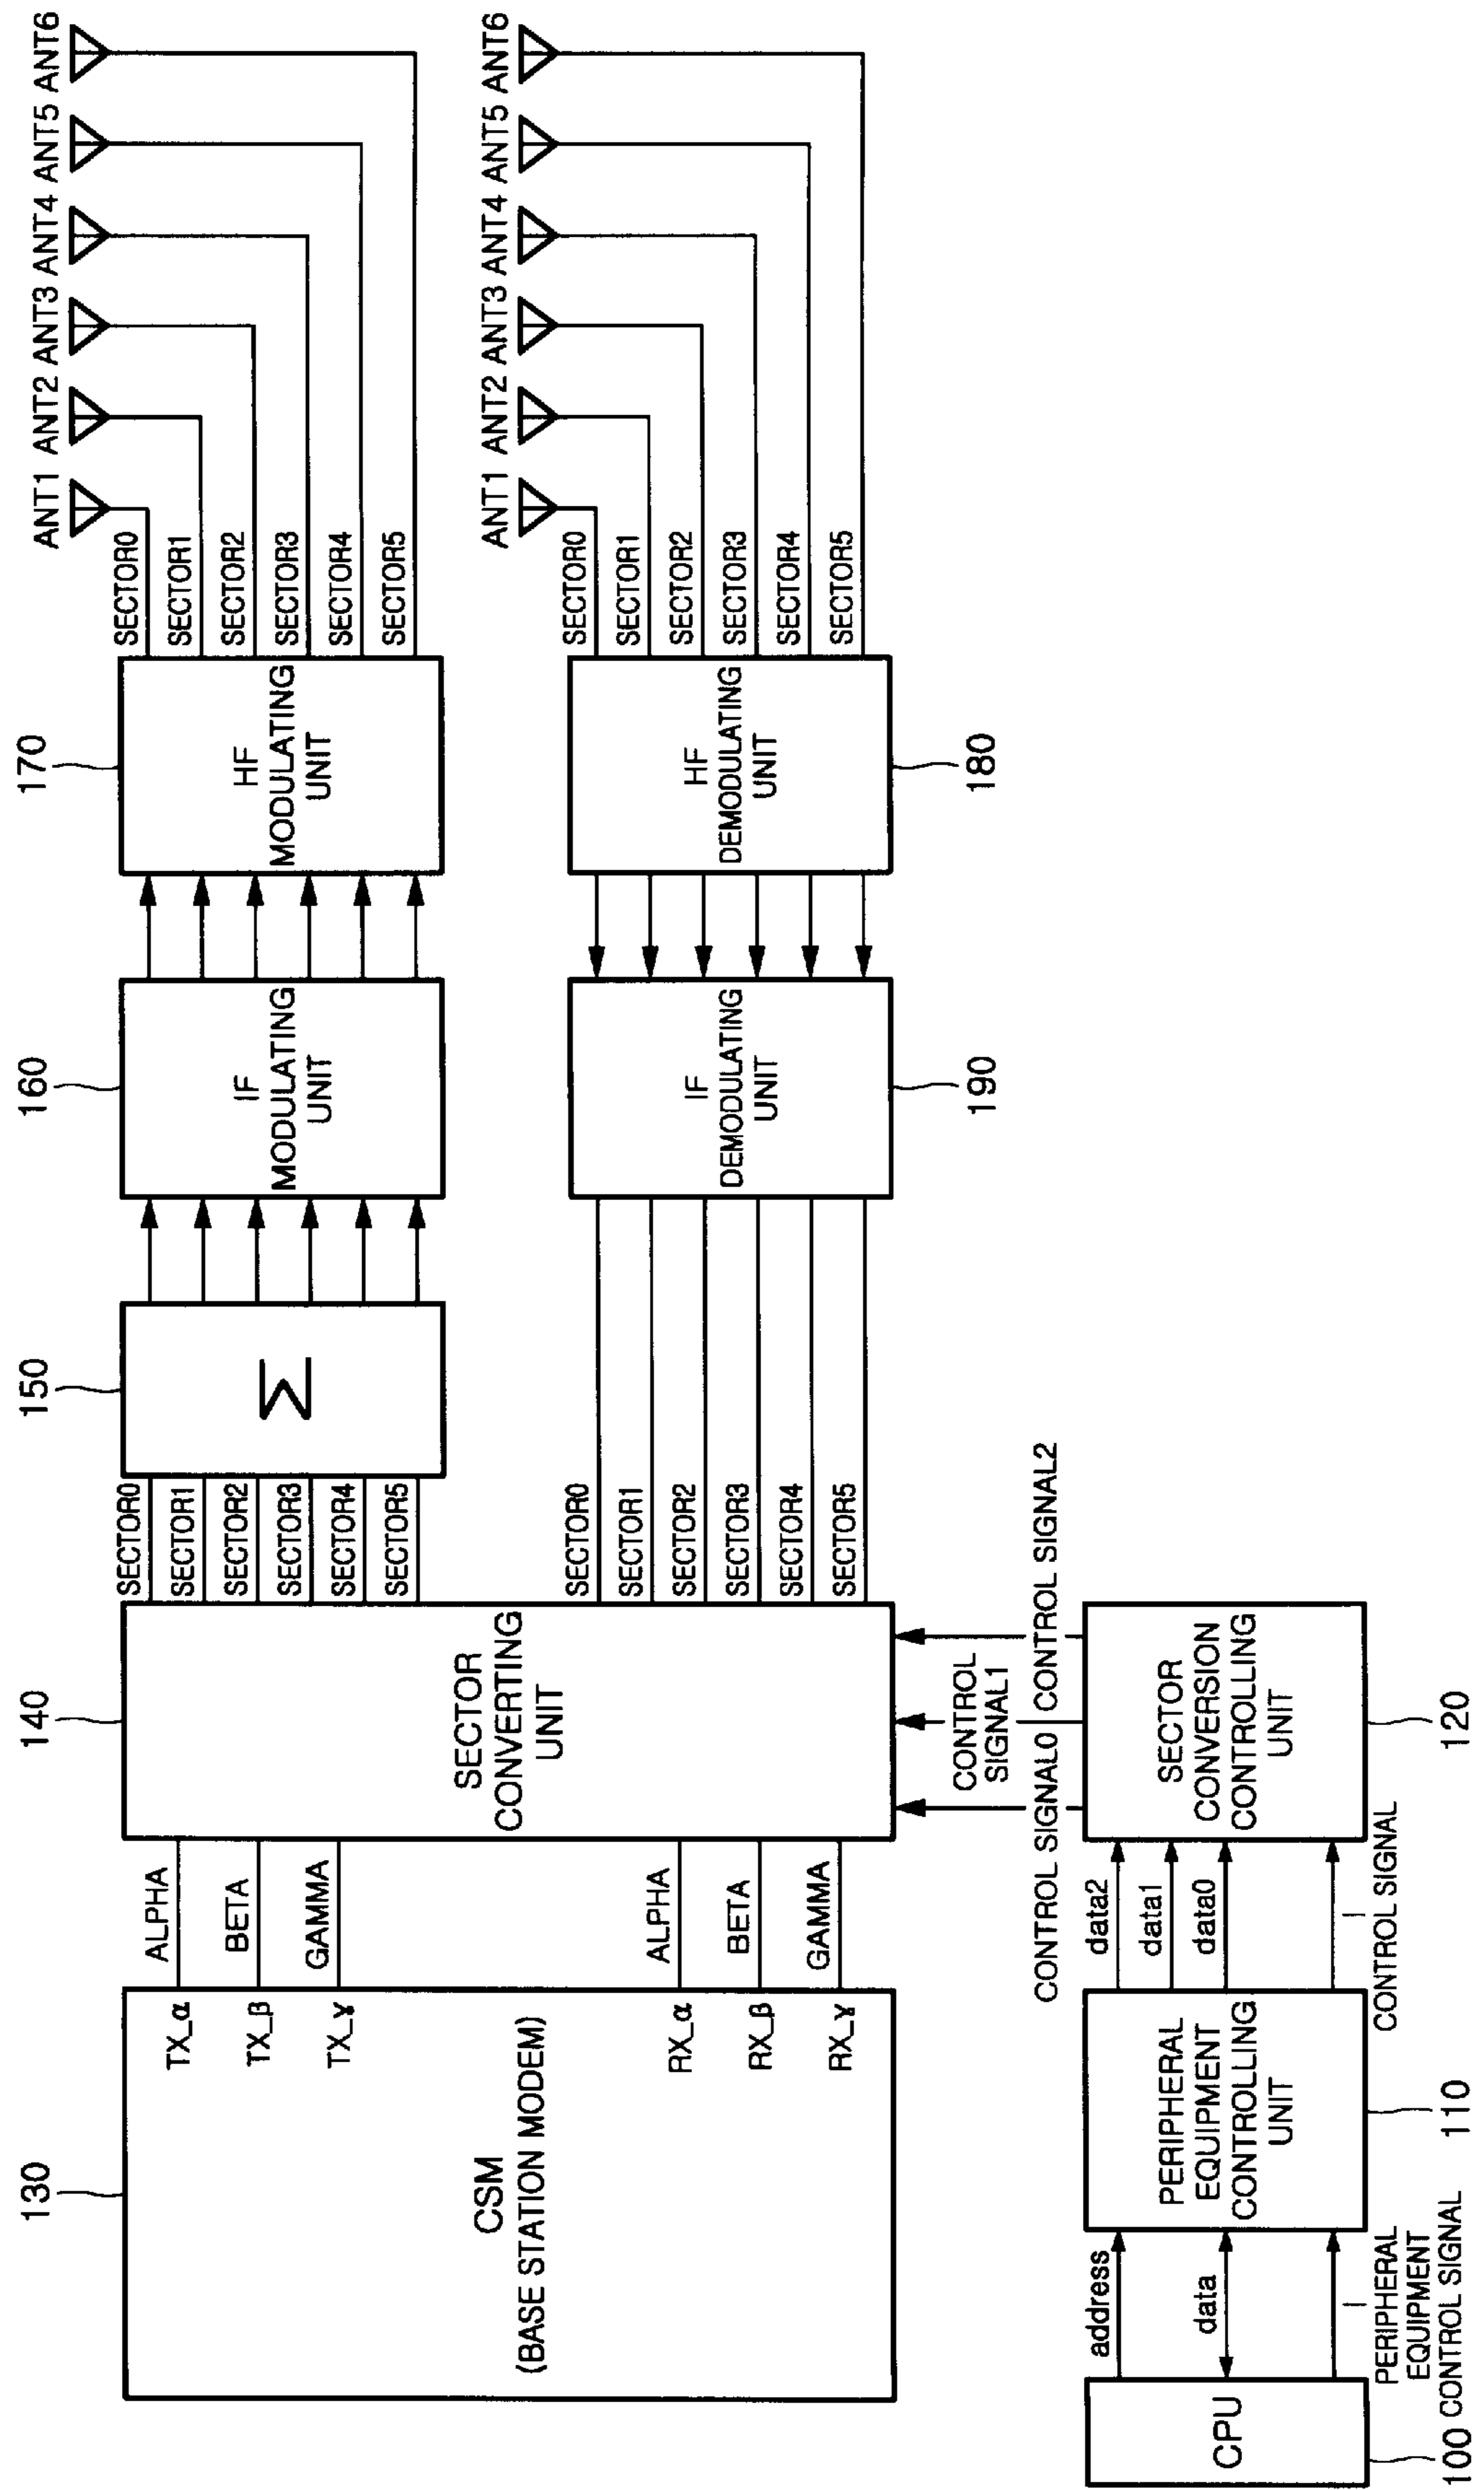 130
CSM
(BASE STATION MODEM)
TX_α
TX_β
TX_γ
RX_α
RX_β
RX_γ
ALPHA
BETA
GAMMA
ALPHA
BETA
GAMMA
140
SECTOR
CONVERTING
UNIT
SECTOR0
SECTOR1
SECTOR2
SECTOR3
SECTOR4
SECTOR5
SECTOR0
SECTOR1
SECTOR2
SECTOR3
SECTOR4
SECTOR5
150
Σ
160
IF
MODULATING
UNIT
170
HF
MODULATING
UNIT
SECTOR0
SECTOR1
SECTOR2
SECTOR3
SECTOR4
SECTOR5
ANT1 ANT2 ANT3 ANT4 ANT5 ANT6
IF
DEMODULATING
UNIT
190
HF
DEMODULATING
UNIT
180
SECTOR0
SECTOR1
SECTOR2
SECTOR3
SECTOR4
SECTOR5
ANT1 ANT2 ANT3 ANT4 ANT5 ANT6
CONTROL
SIGNAL1
CONTROL SIGNAL0 CONTROL SIGNAL2
CPU
100
address
data
PERIPHERAL
EQUIPMENT
CONTROL SIGNAL
PERIPHERAL
EQUIPMENT
CONTROLLING
UNIT
110
data2
data1
data0
CONTROL SIGNAL
SECTOR
CONVERSION
CONTROLLING
UNIT
120